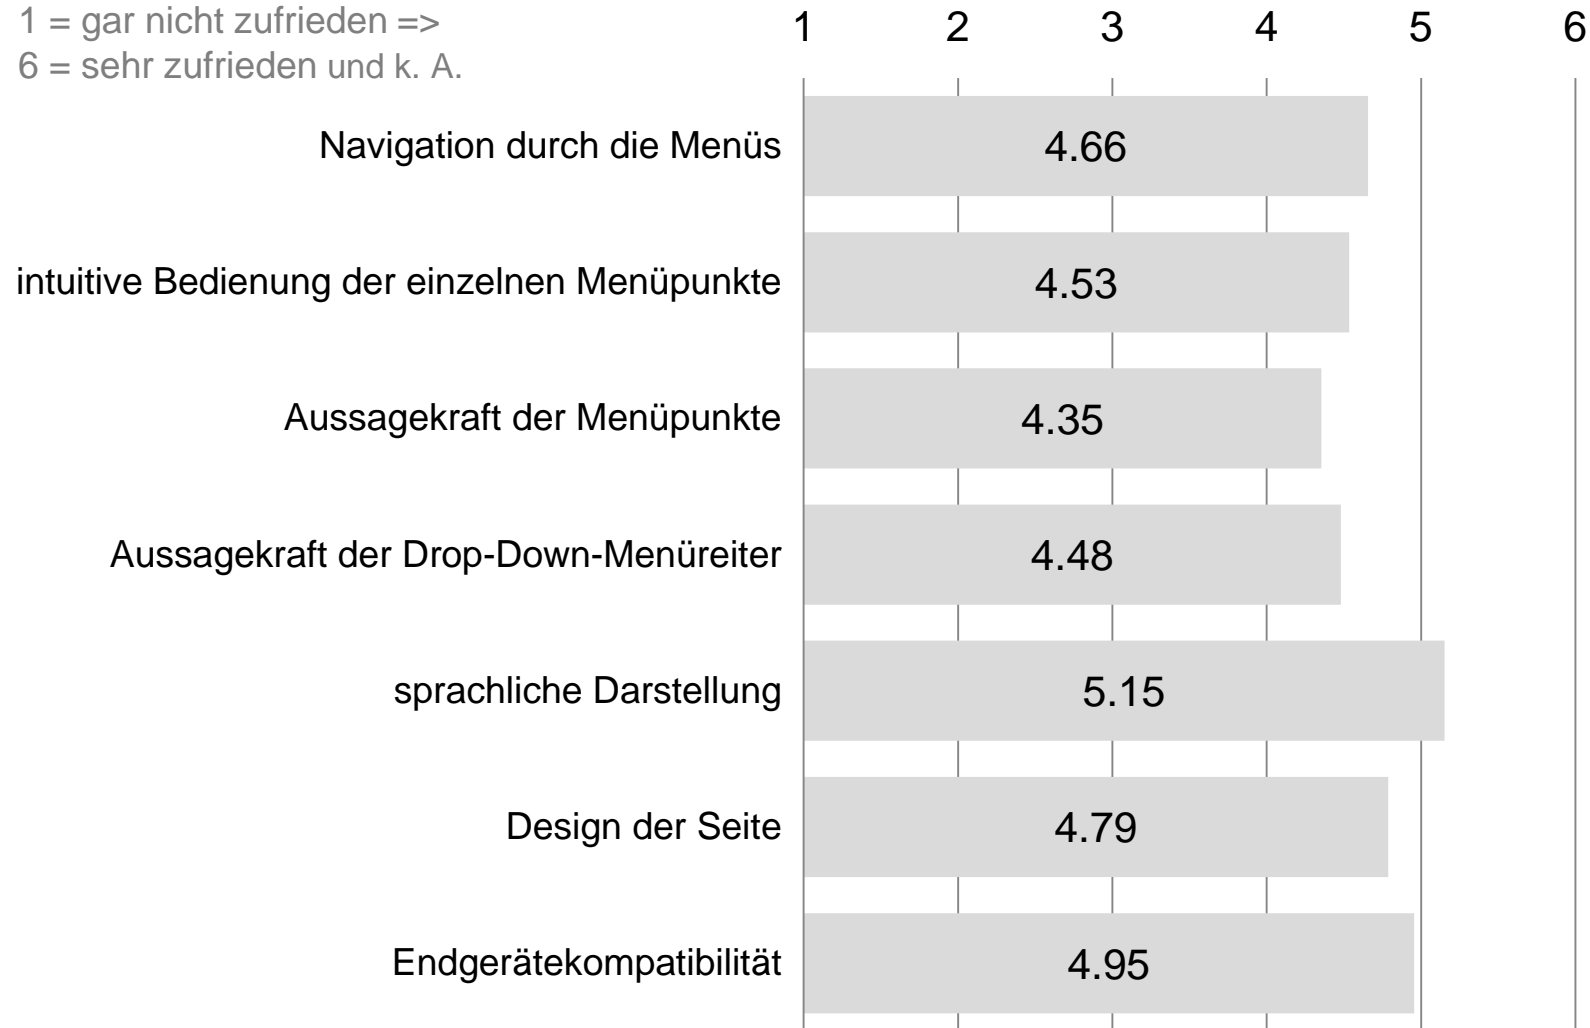 1 = gar nicht zufrieden =>
6 = sehr zufrieden und k. A.
1 2 3 4 5 6
Navigation durch die Menüs 4.66
intuitive Bedienung der einzelnen Menüpunkte 4.53
Aussagekraft der Menüpunkte 4.35
Aussagekraft der Drop-Down-Menüreiter 4.48
sprachliche Darstellung 5.15
Design der Seite 4.79
Endgerätekompatibilität 4.95